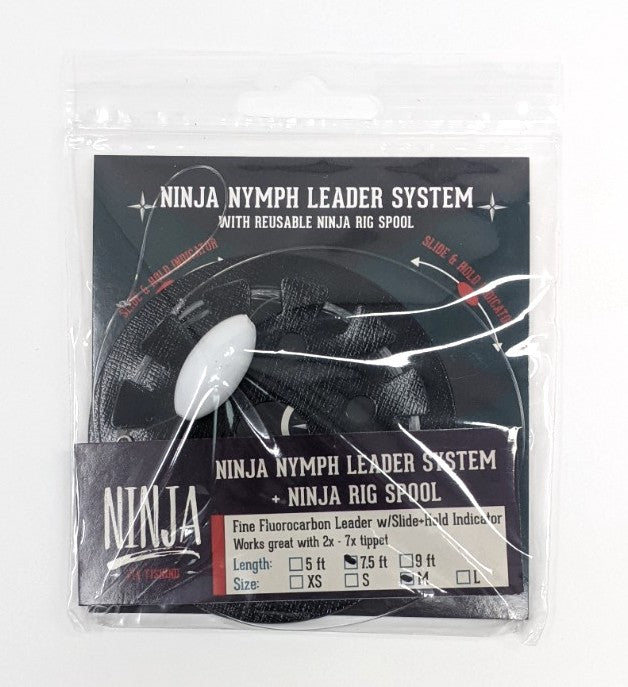 NINJA NYMPH LEADER SYSTEM
WITH REUSABLE NINJA RIG SPOOL
SLIDE & HOLD INDICATOR
SLIDE & HOLD INDICATOR
NINJA NYMPH LEADER SYSTEM
+ NINJA RIG SPOOL
NINJA
FISHING
Fine Fluorocarbon Leader w/Slide+Hold Indicator
Works great with 2x - 7x tippet
Length: 5 ft 7.5 ft 9 ft
Size: XS S M L